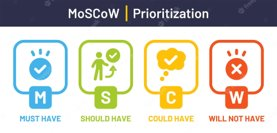 MoSCoW | Prioritization
M
S
C
W
MUST HAVE
SHOULD HAVE
COULD HAVE
WILL NOT HAVE